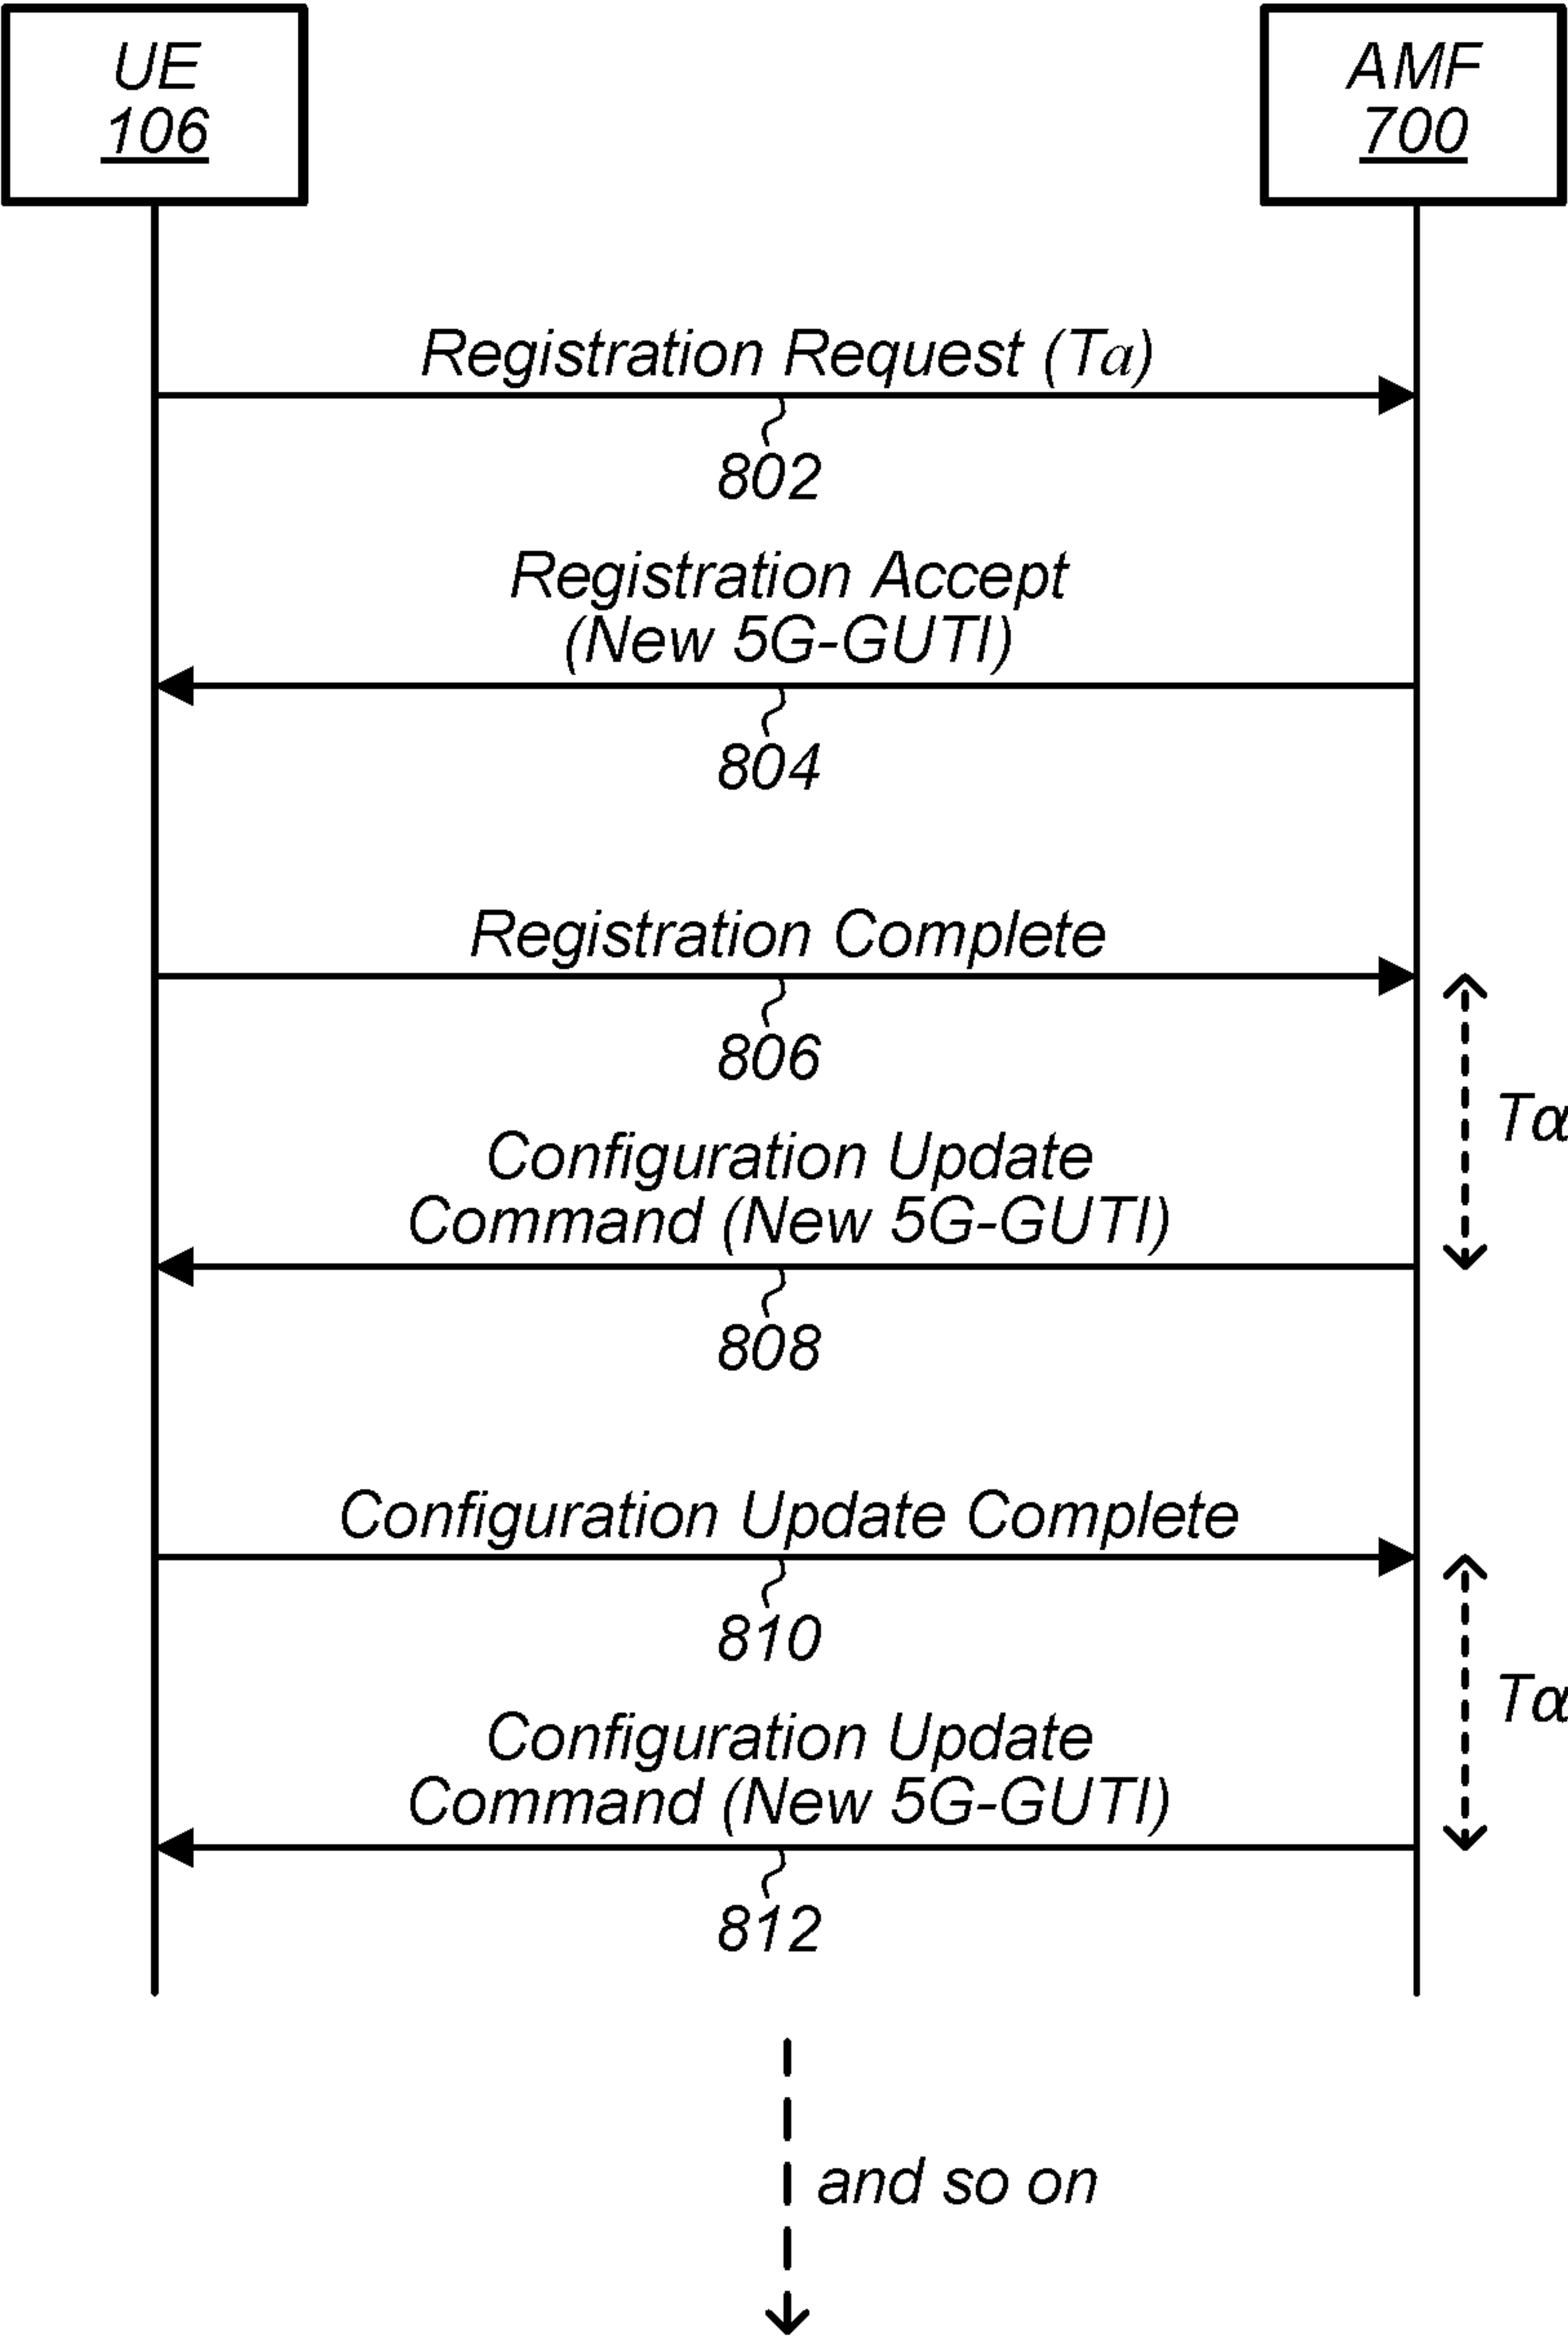 UE
106
AMF
700
Registration Request (Tα)
802
Registration Accept
(New 5G-GUTI)
804
Registration Complete
806
Tα
Configuration Update
Command (New 5G-GUTI)
808
Configuration Update Complete
810
Tα
Configuration Update
Command (New 5G-GUTI)
812
and so on